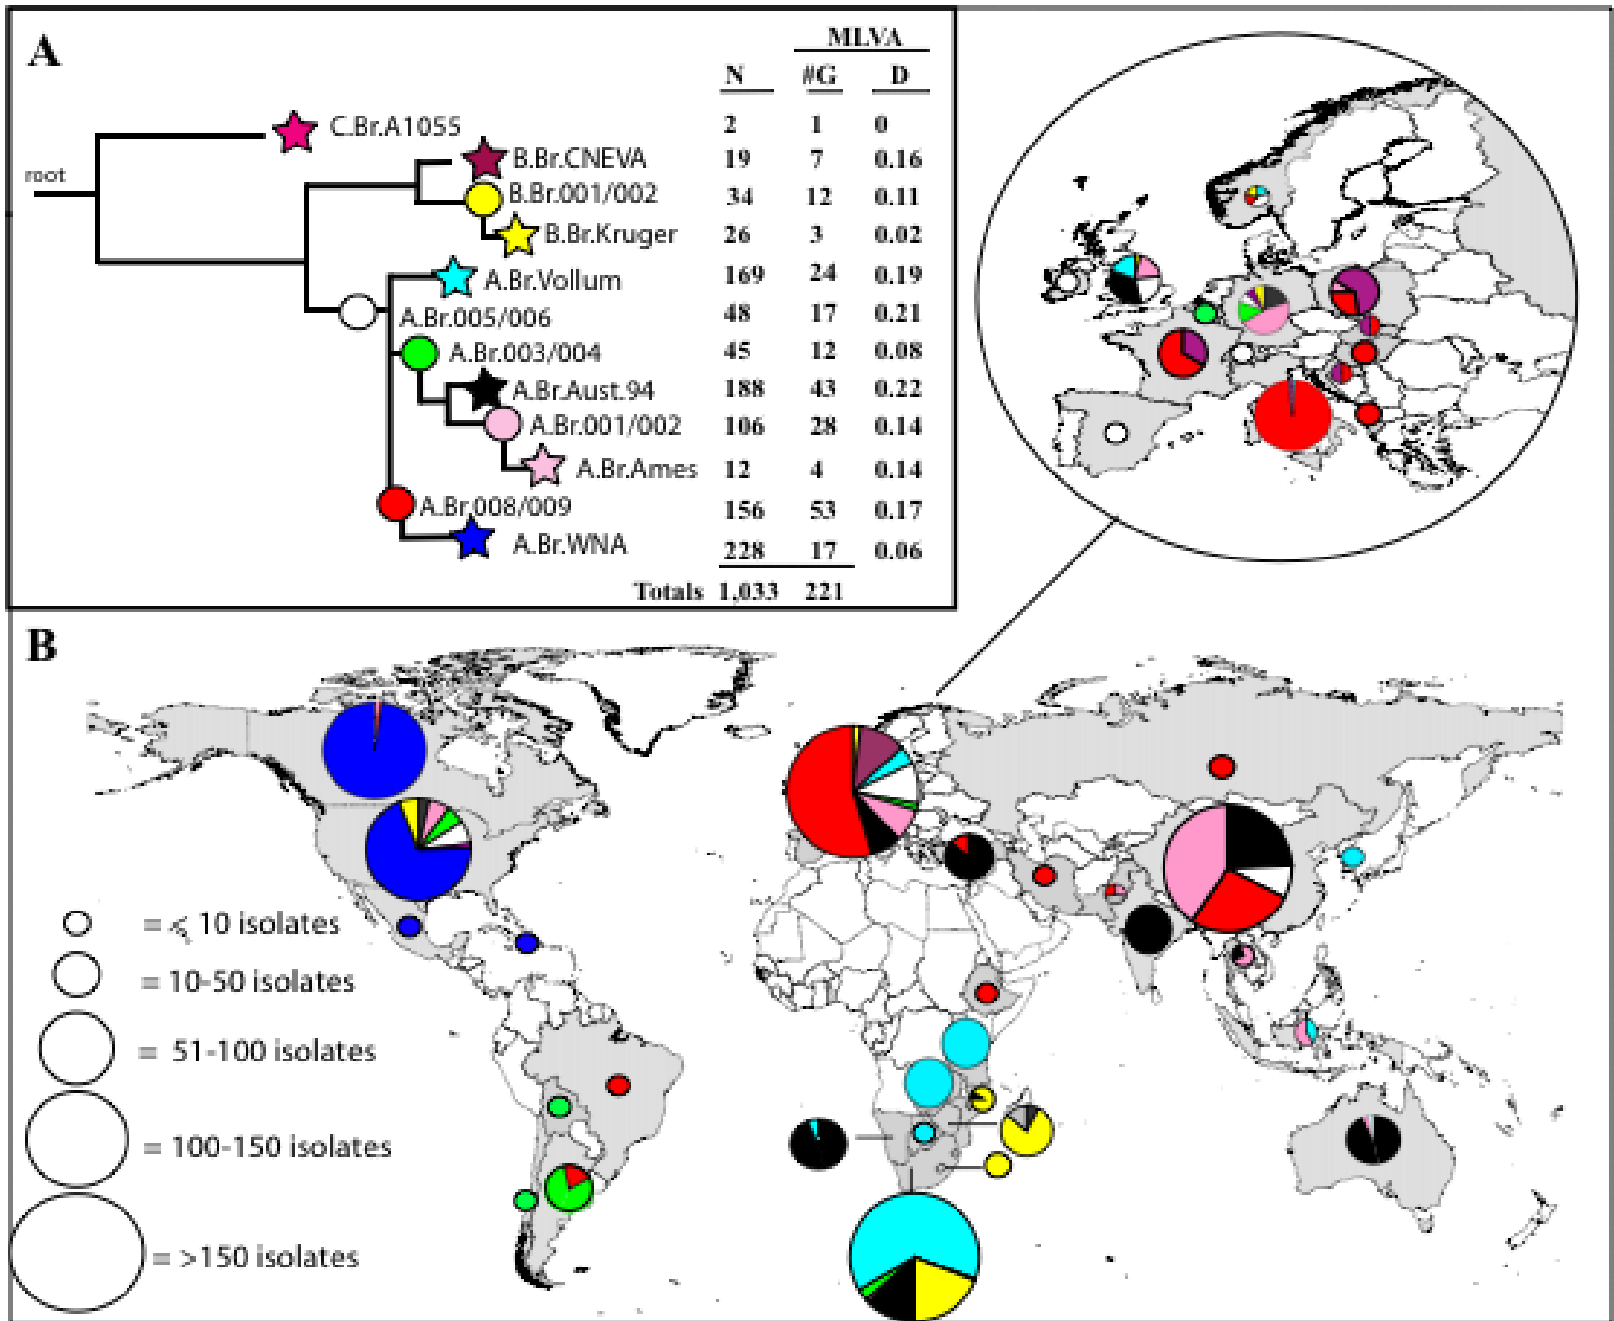 A
MLVA
N #G D
root
C.Br.A1055 2 1 0
B.Br.CNEVA 19 7 0.16
B.Br.001/002 34 12 0.11
B.Br.Kruger 26 3 0.02
A.Br.Vollum 169 24 0.19
A.Br.005/006 48 17 0.21
A.Br.003/004 45 12 0.08
A.Br.Aust.94 188 43 0.22
A.Br.001/002 106 28 0.14
A.Br.Ames 12 4 0.14
A.Br.008/009 156 53 0.17
A.Br.WNA 228 17 0.06
Totals 1,033 221
B
= ≤ 10 isolates
= 10-50 isolates
= 51-100 isolates
= 100-150 isolates
= >150 isolates